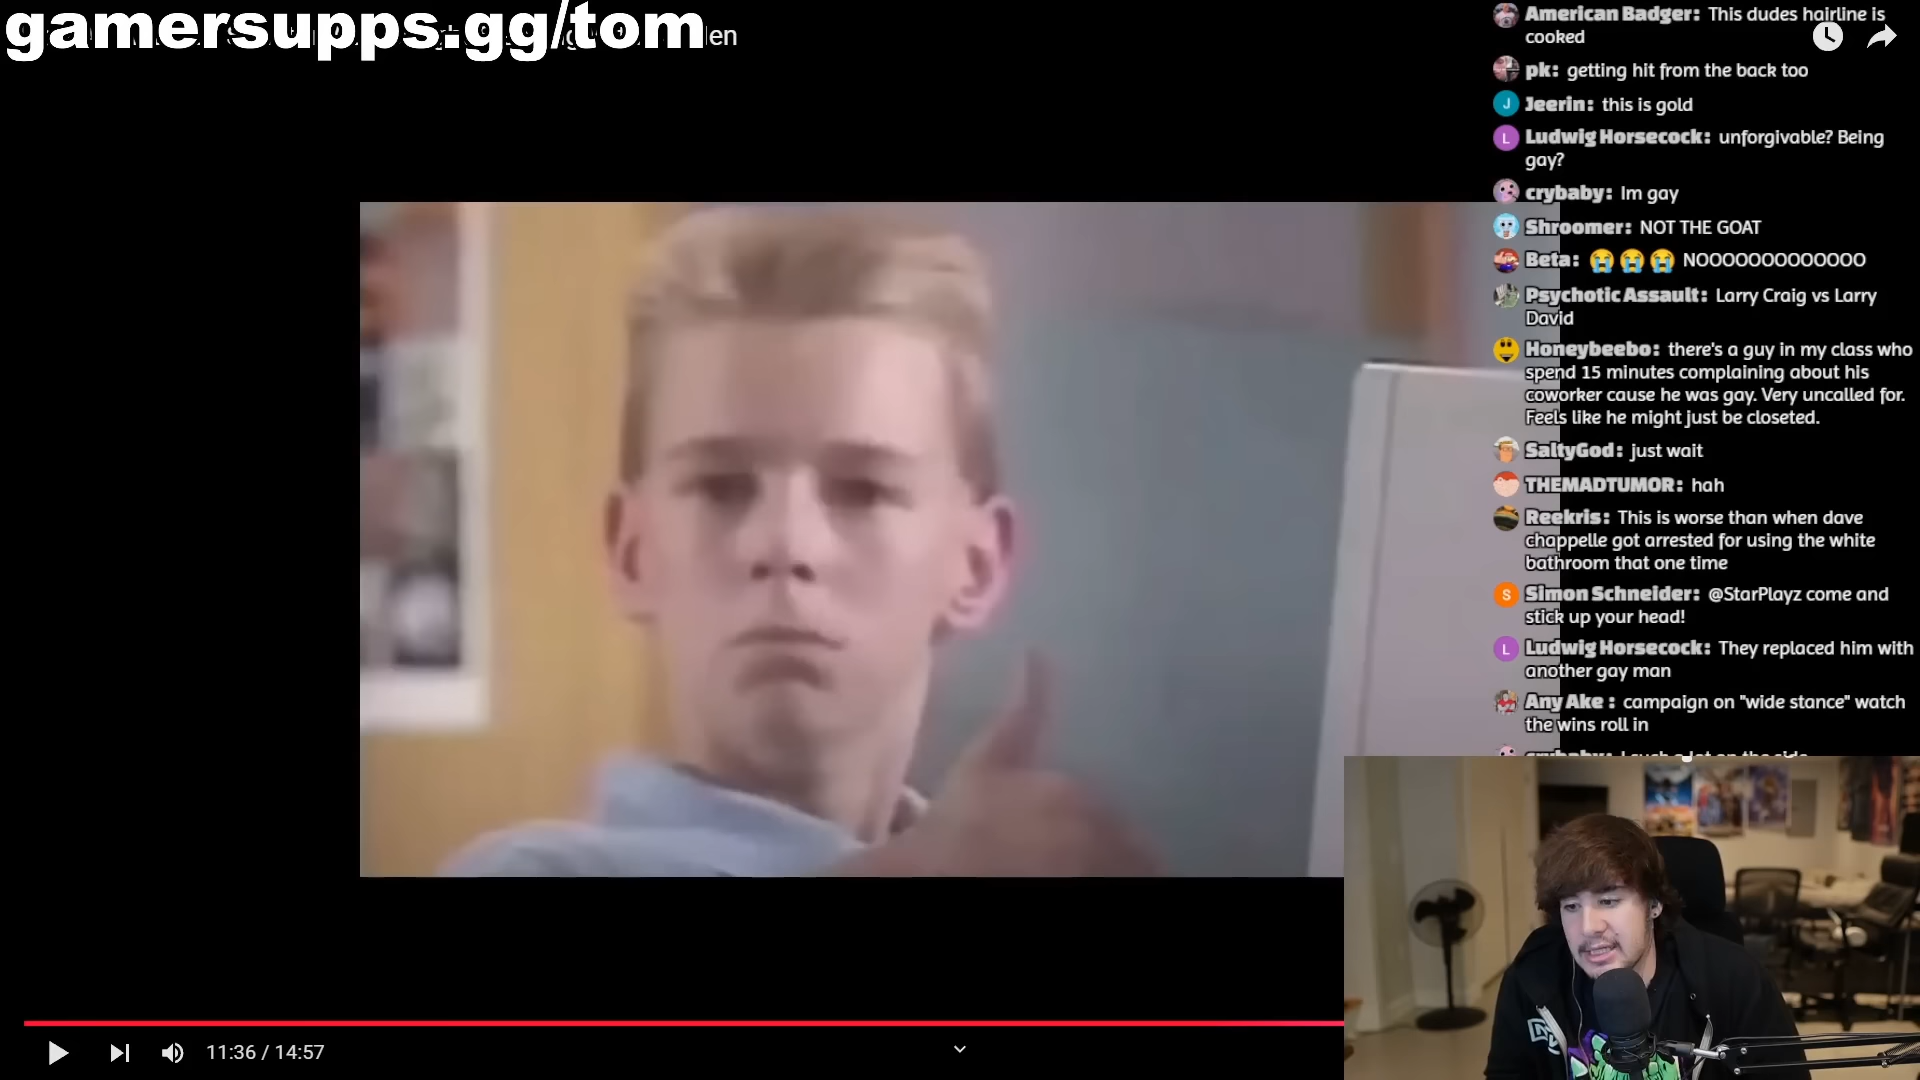 gamersupps.gg/tom
en
American Badger: This dudes hairline is
cooked
pk: getting hit from the back too
Jeerin: this is gold
Ludwig Horsecock: unforgivable? Being
gay?
crybaby: Im gay
Shroomer: NOT THE GOAT
Beta: 😭😭😭 NOOOOOOOOOOOOO
Psychotic Assault: Larry Craig vs Larry
David
Honeybeebo: there's a guy in my class who
spend 15 minutes complaining about his
coworker cause he was gay. Very uncalled for.
Feels like he might just be closeted.
SaltyGod: just wait
THEMADTUMOR: hah
Reekris: This is worse than when dave
chappelle got arrested for using the white
bathroom that one time
Simon Schneider: @StarPlayz come and
stick up your head!
Ludwig Horsecock: They replaced him with
another gay man
Any Ake : campaign on "wide stance" watch
the wins roll in
11:36 / 14:57